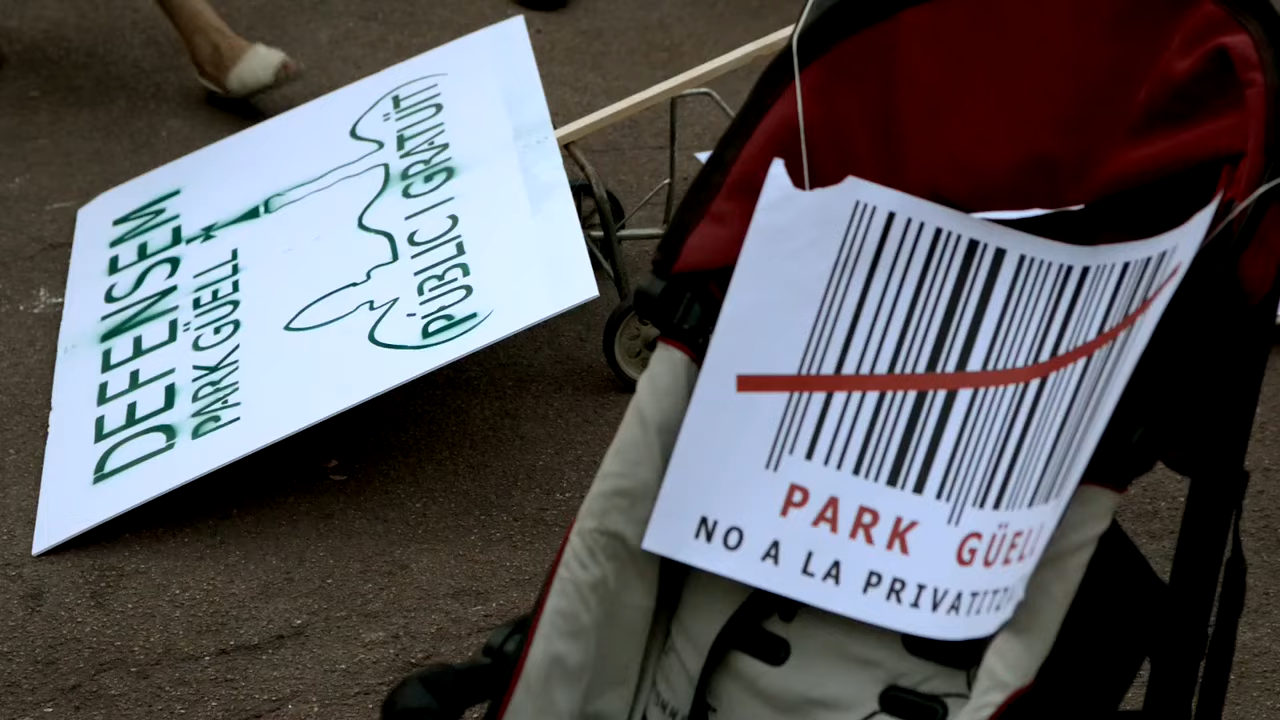 DEFENSEM
PARK GÜELL
PÚBLIC I GRATUÏT
PARK GÜELL
NO A LA PRIVATITZ